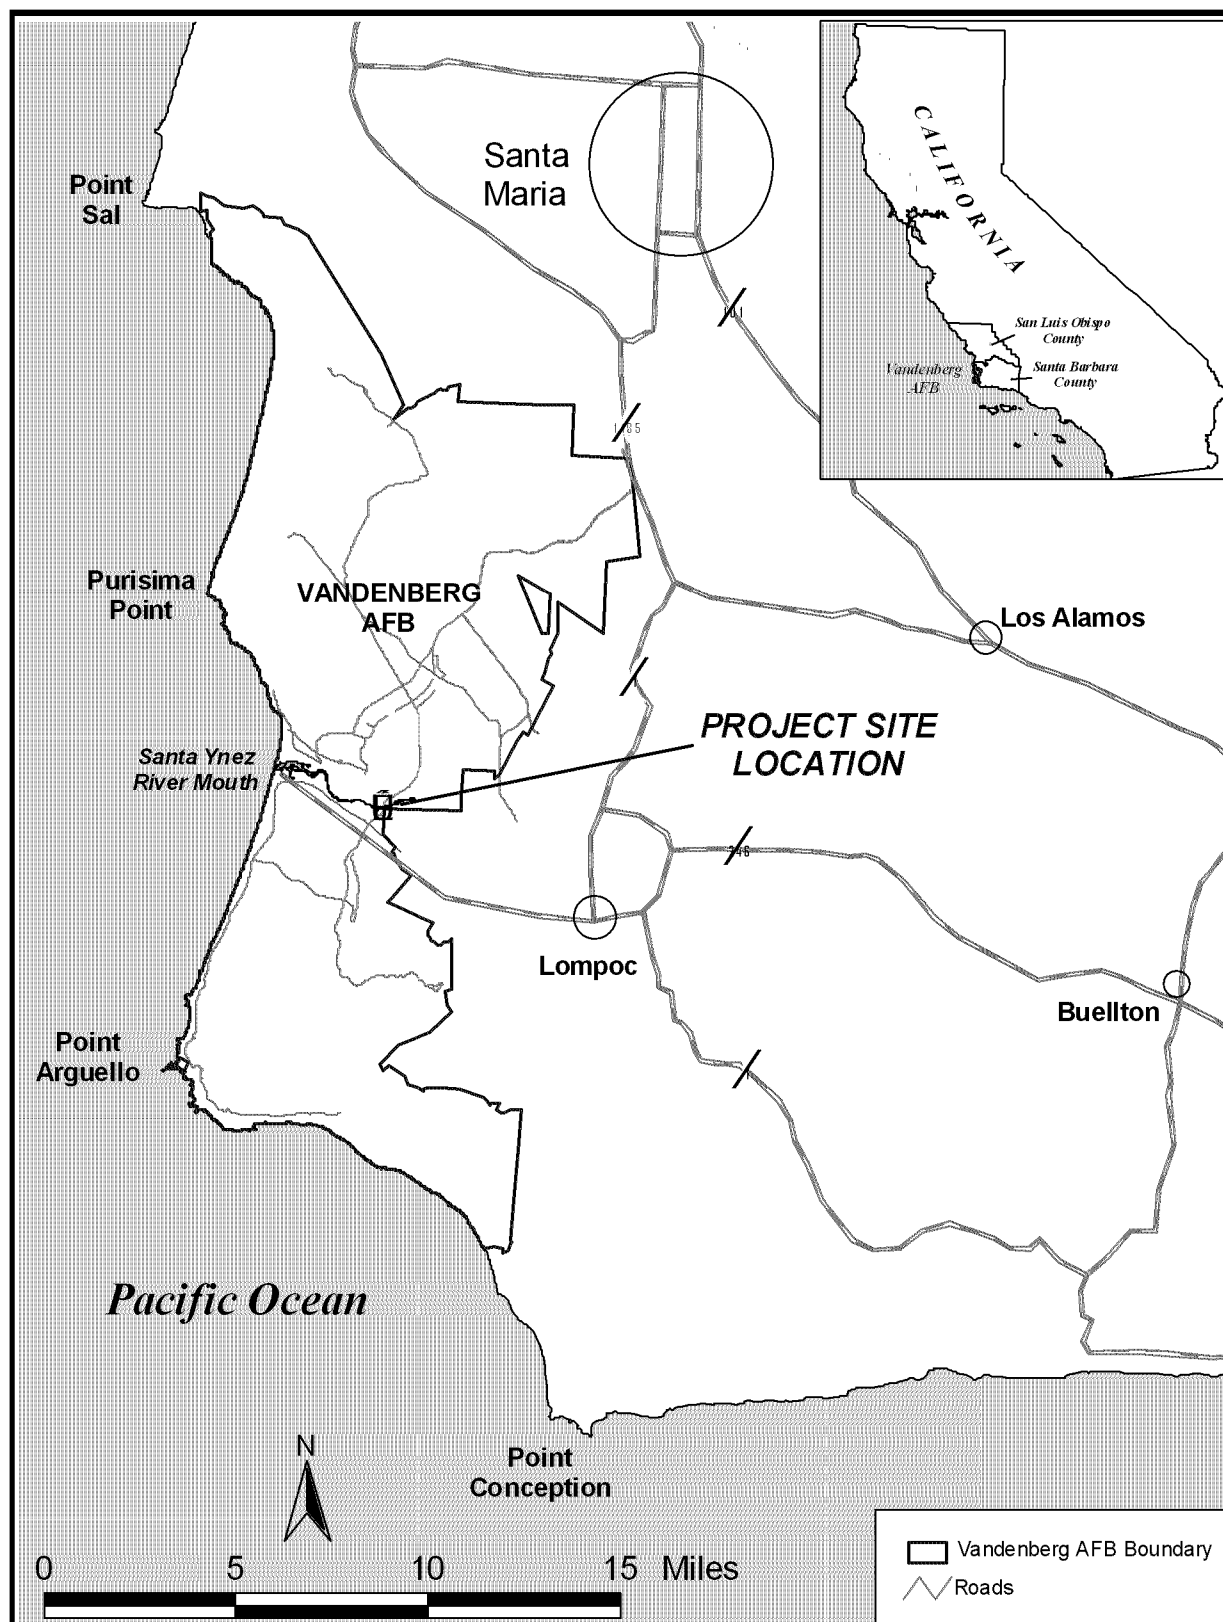 CALIFORNIA
San Luis Obispo
County
Santa Barbara
County
Vandenberg
AFB
Santa
Maria
Point
Sal
101
Purisima
Point
VANDENBERG
AFB
Los Alamos
PROJECT SITE
LOCATION
Santa Ynez
River Mouth
246
Lompoc
Buellton
Point
Arguello
Pacific Ocean
Point
Conception
N
0 5 10 15 Miles
Vandenberg AFB Boundary
Roads